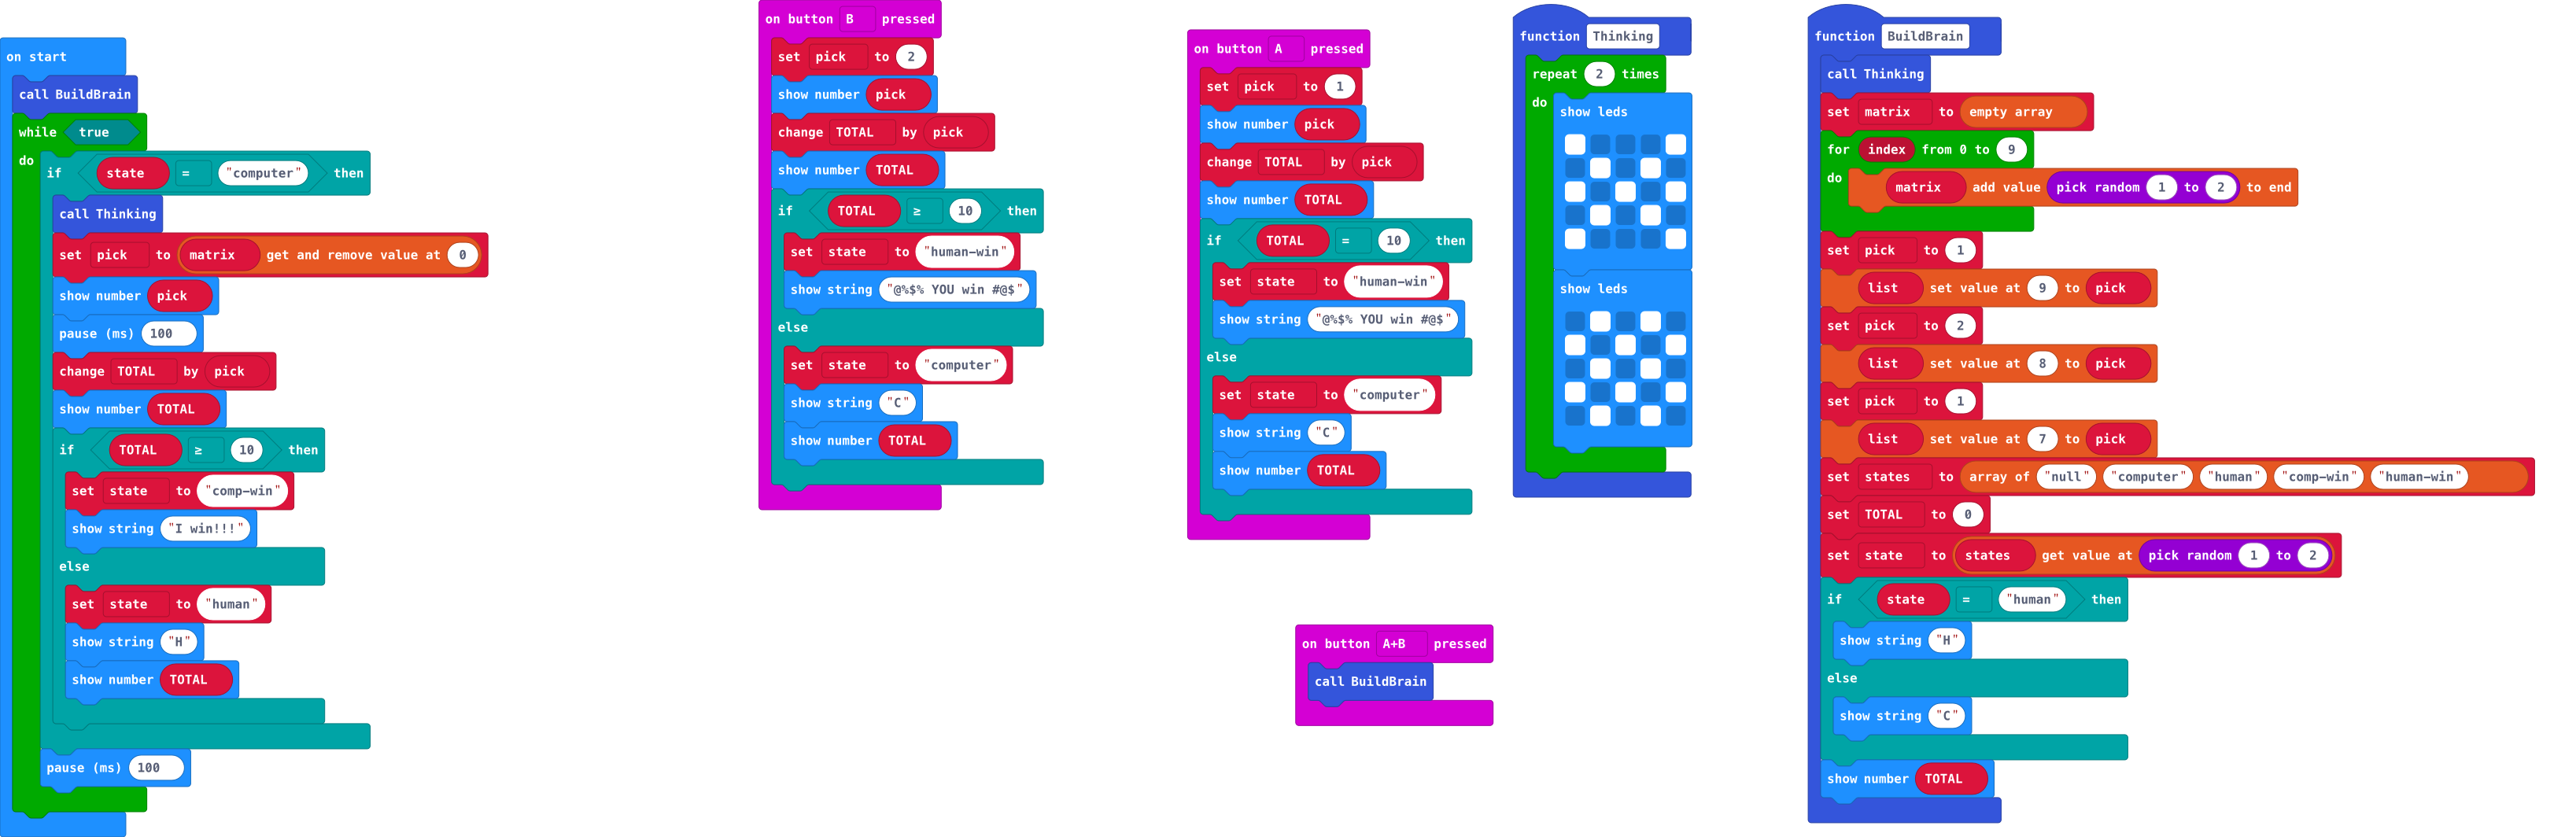 on start
call BuildBrain
while true
do
if state = "computer" then
call Thinking
set pick to matrix get and remove value at 0
show number pick
pause (ms) 100
change TOTAL by pick
show number TOTAL
if TOTAL ≥ 10 then
set state to "comp-win"
show string "I win!!!"
else
set state to "human"
show string "H"
show number TOTAL
pause (ms) 100
on button B pressed
set pick to 2
show number pick
change TOTAL by pick
show number TOTAL
if TOTAL ≥ 10 then
set state to "human-win"
show string "@%$% YOU win #@$"
else
set state to "computer"
show string "C"
show number TOTAL
on button A pressed
set pick to 1
show number pick
change TOTAL by pick
show number TOTAL
if TOTAL = 10 then
set state to "human-win"
show string "@%$% YOU win #@$"
else
set state to "computer"
show string "C"
show number TOTAL
on button A+B pressed
call BuildBrain
function Thinking
repeat 2 times
do
show leds
show leds
function BuildBrain
call Thinking
set matrix to empty array
for index from 0 to 9
do
matrix add value pick random 1 to 2 to end
set pick to 1
list set value at 9 to pick
set pick to 2
list set value at 8 to pick
set pick to 1
list set value at 7 to pick
set states to array of "null" "computer" "human" "comp-win" "human-win"
set TOTAL to 0
set state to states get value at pick random 1 to 2
if state = "human" then
show string "H"
else
show string "C"
show number TOTAL